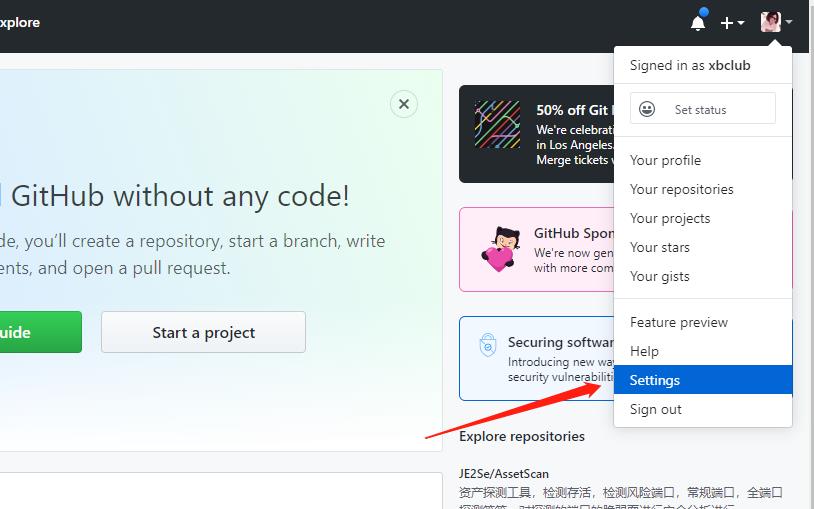 xplore
Signed in as xbclub
Set status
Your profile
Your repositories
Your projects
Your stars
Your gists
Feature preview
Help
Settings
Sign out
GitHub without any code!
de, you’ll create a repository, start a branch, write
ents, and open a pull request.
uide
Start a project
50% off Git
We're celebrati
in Los Angeles.
Merge tickets
GitHub Spon
We're now gen
with more com
Securing softwar
Introducing new way
security vulnerabiliti
Explore repositories
JE2Se/AssetScan
资产探测工具，检测存活，检测风险端口，常规端口，全端口